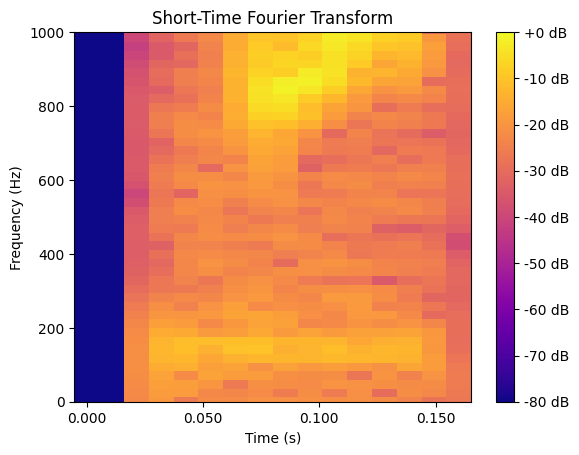 Short-Time Fourier Transform
1000
800
600
400
200
0
Frequency (Hz)
0.000
0.050
0.100
0.150
Time (s)
+0 dB
-10 dB
-20 dB
-30 dB
-40 dB
-50 dB
-60 dB
-70 dB
-80 dB